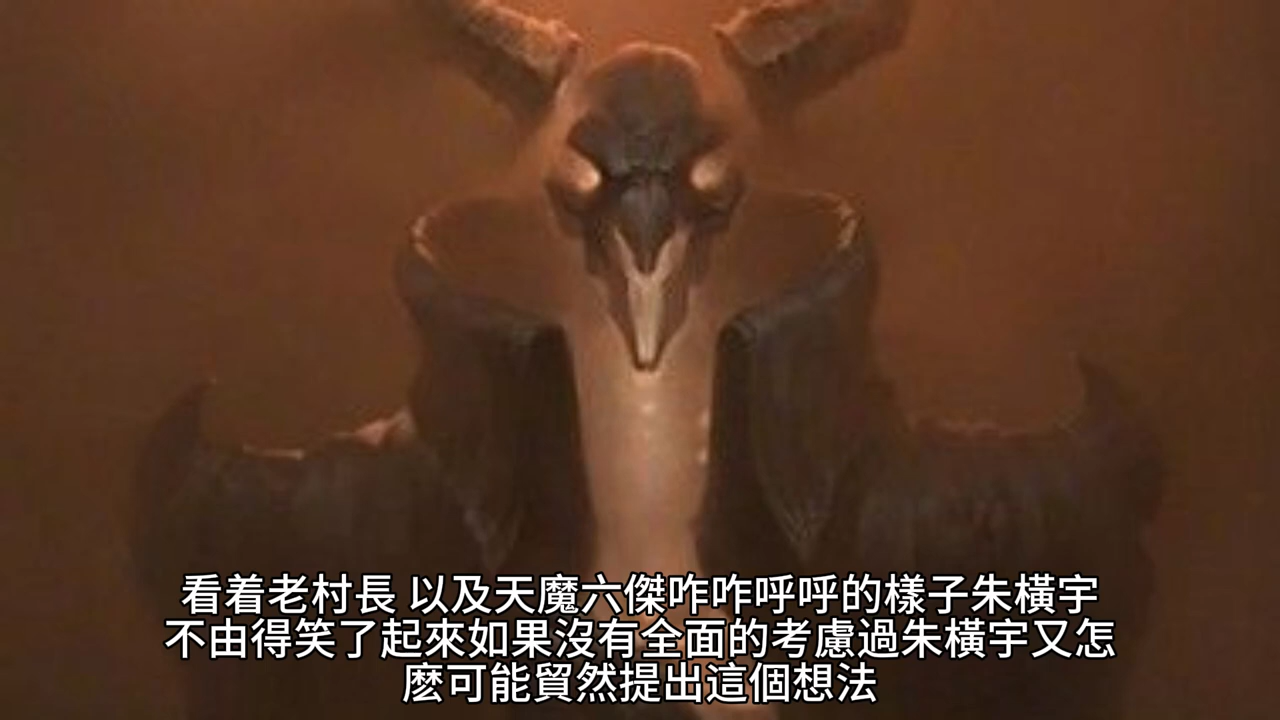 看着老村長 以及天魔六傑咋咋呼呼的樣子朱橫宇
不由得笑了起來如果沒有全面的考慮過朱橫宇又怎
麽可能貿然提出這個想法